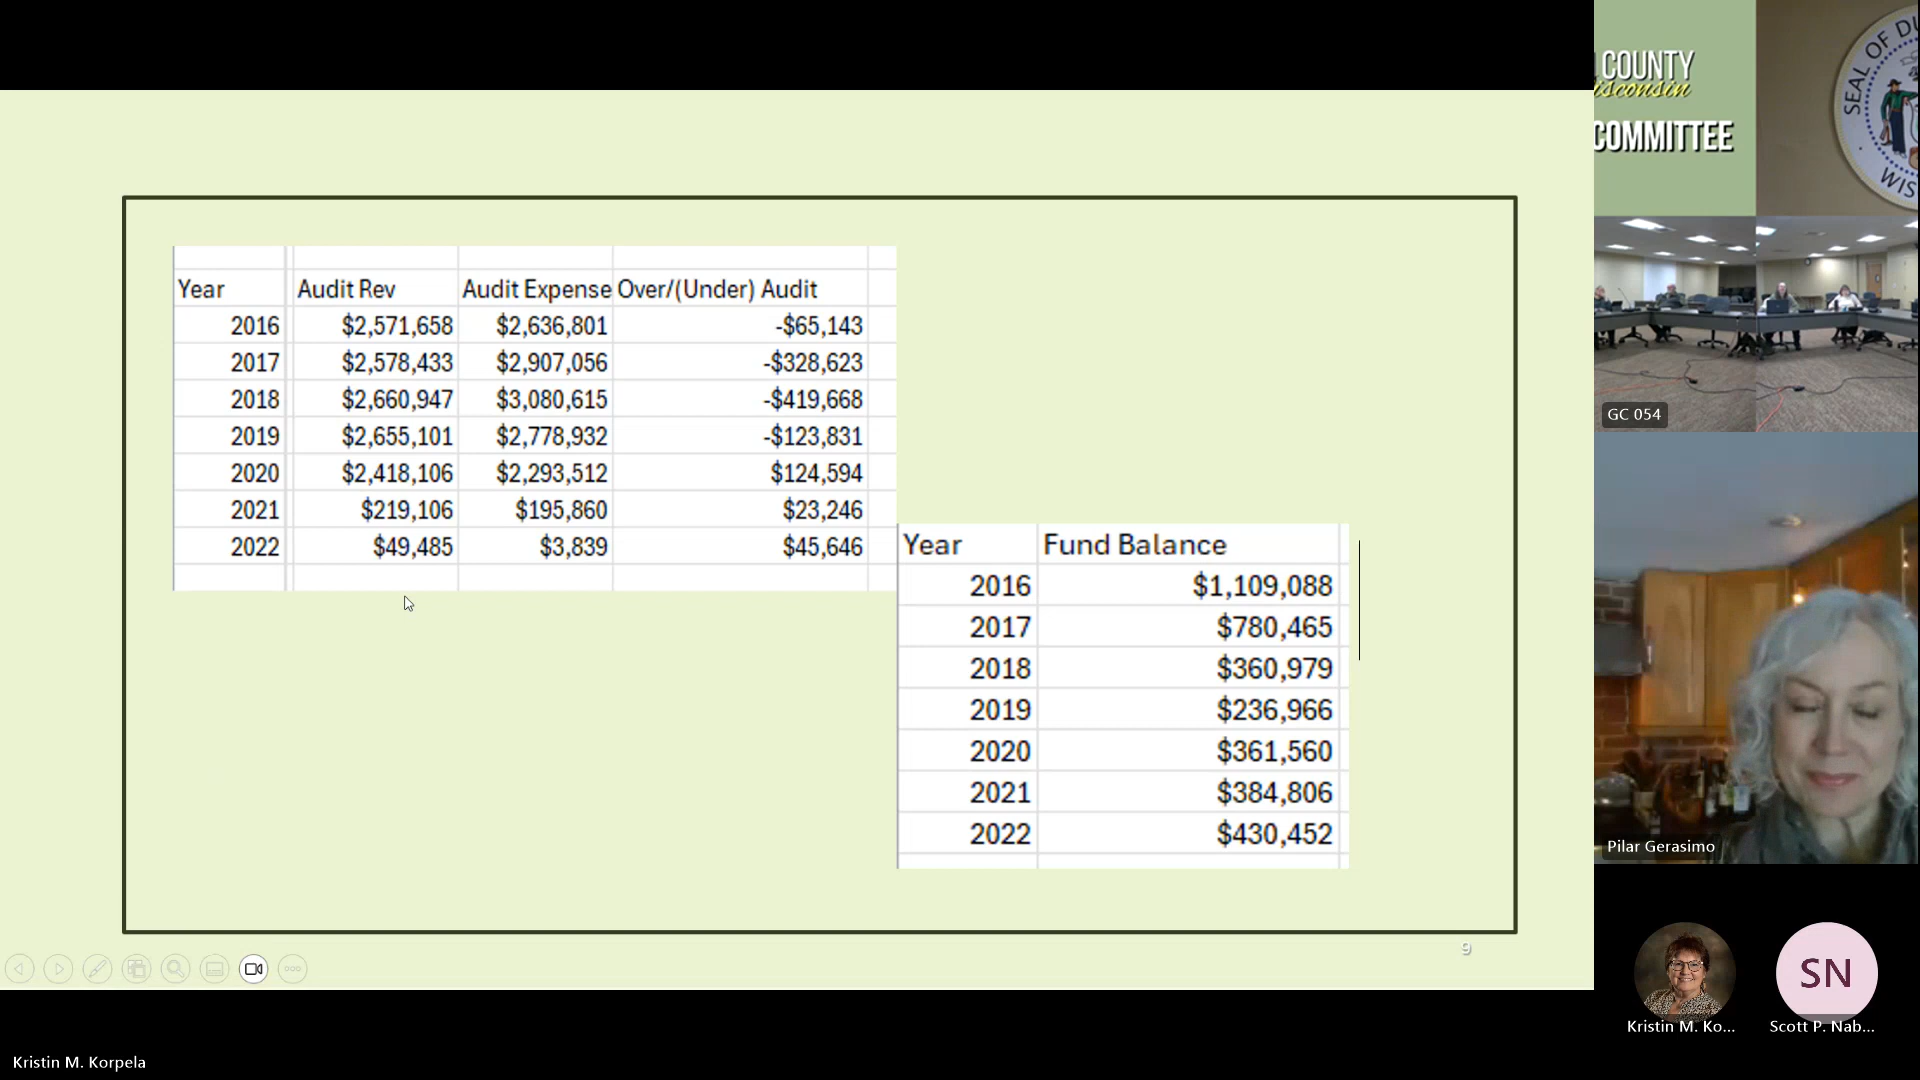 Year Audit Rev Audit Expense Over/(Under) Audit
2016 $2,571,658 $2,636,801 -$65,143
2017 $2,578,433 $2,907,056 -$328,623
2018 $2,660,947 $3,080,615 -$419,668
2019 $2,655,101 $2,778,932 -$123,831
2020 $2,418,106 $2,293,512 $124,594
2021 $219,106 $195,860 $23,246
2022 $49,485 $3,839 $45,646
Year Fund Balance
2016 $1,109,088
2017 $780,465
2018 $360,979
2019 $236,966
2020 $361,560
2021 $384,806
2022 $430,452
9
COUNTY
isconsin
COMMITTEE
SEAL OF DU
WIS
GC 054
Pilar Gerasimo
SN
Kristin M. Ko...
Scott P. Nab...
Kristin M. Korpela